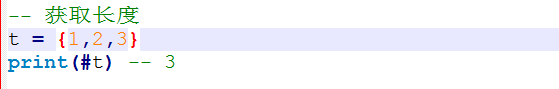 -- 获取长度
t = {1,2,3}
print(#t) -- 3